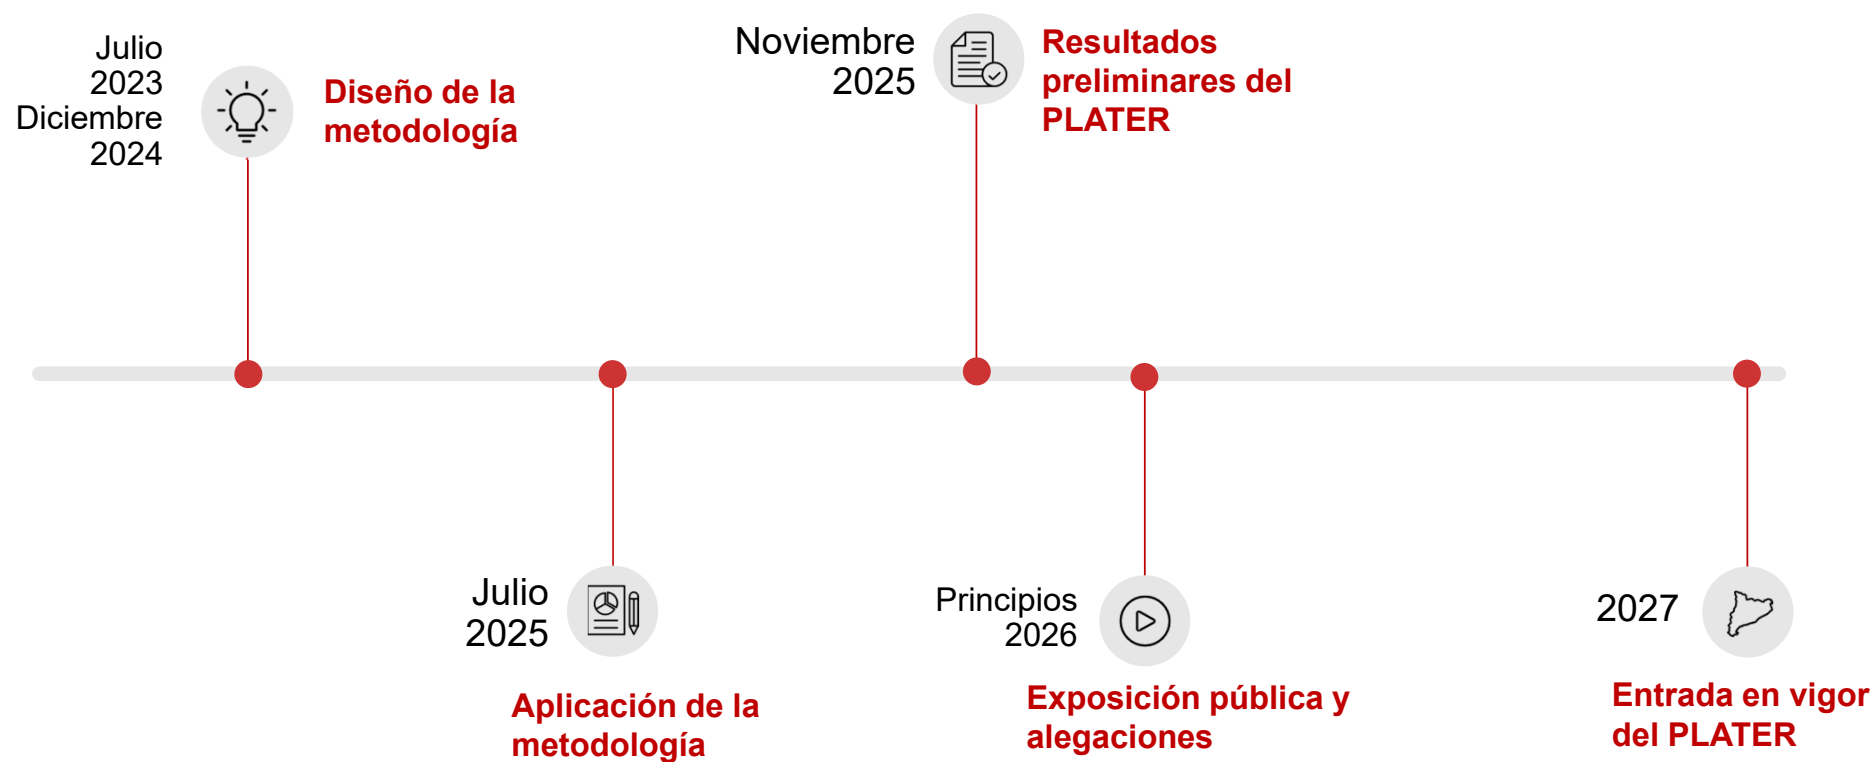 Julio
2023
Diciembre
2024
Diseño de la
metodología
Julio
2025
Aplicación de la
metodología
Noviembre
2025
Resultados
preliminares del
PLATER
Principios
2026
Exposición pública y
alegaciones
2027
Entrada en vigor
del PLATER